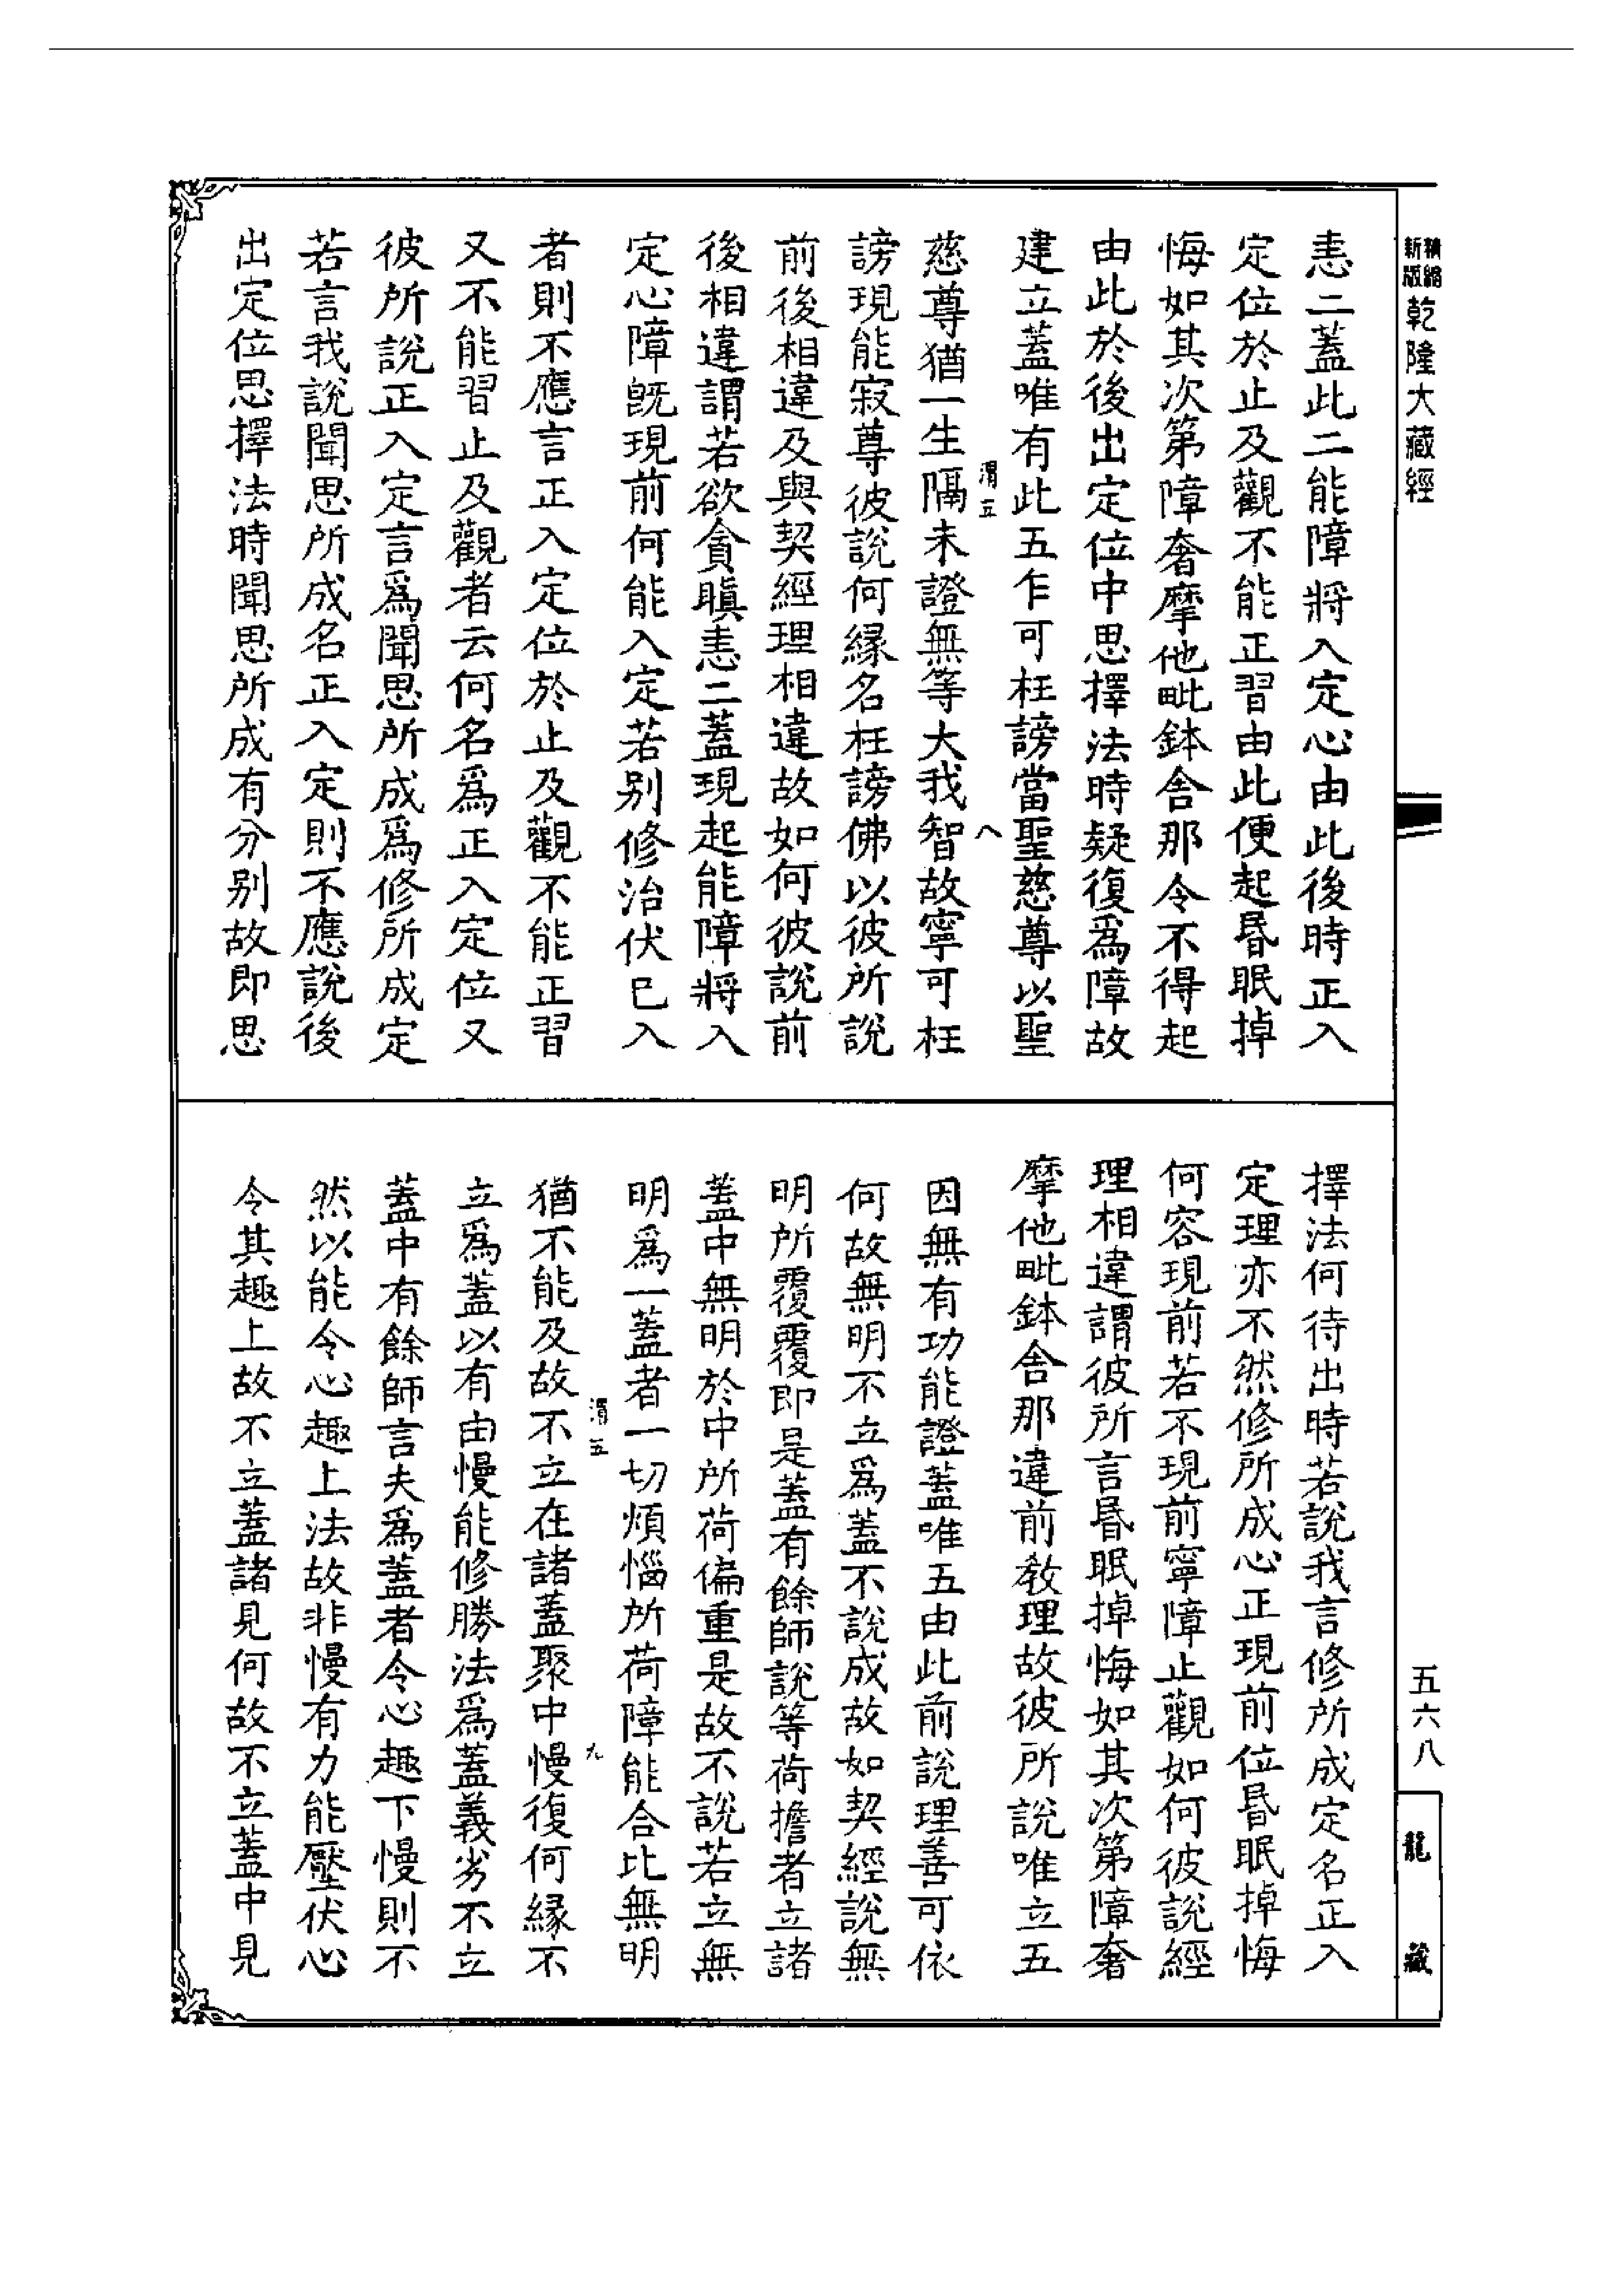 精縮新版乾隆大藏經
恚二蓋此二能障將入定心由此後時正入
定位於止及觀不能正習由此便起昬眠掉
悔如其次第障奢摩他毗鉢舍那令不得起
由此於後出定位中思擇法時疑復爲障故
建立蓋唯有此五乍可枉謗當聖慈尊以聖
渭五
八
慈尊猶一生隔未證無等大我智故寧可枉
謗現能寂尊彼說何緣名枉謗佛以彼所說
前後相違及與契經理相違故如何彼說前
後相違謂若欲貪瞋恚二蓋現起能障將入
定心障旣現前何能入定若别修治伏已入
者則不應言正入定位於止及觀不能正習
又不能習止及觀者云何名爲正入定位又
彼所說正入定言爲聞思所成爲修所成定
若言我說聞思所成名正入定則不應說後
出定位思擇法時聞思所成有分别故即思
擇法何待出時若說我言修所成定名正入
定理亦不然修所成心正現前位昬眠掉悔
何容現前若不現前寧障止觀如何彼說經
理相違謂彼所言昬眠掉悔如其次第障奢
摩他毗鉢舍那違前教理故彼所說唯立五
因無有功能證蓋唯五由此前說理善可依
何故無明不立爲蓋不說成故如契經說無
明所覆覆即是蓋有餘師說等荷擔者立諸
蓋中無明於中所荷偏重是故不說若立無
明爲一蓋者一切煩惱所荷障能合比無明
渭五
九
猶不能及故不立在諸蓋聚中慢復何緣不
立爲蓋以有由慢能修勝法爲蓋義劣不立
蓋中有餘師言夫爲蓋者令心趣下慢則不
然以能令心趣上法故非慢有力能壓伏心
令其趣上故不立蓋諸見何故不立蓋中見
五六八
龍藏